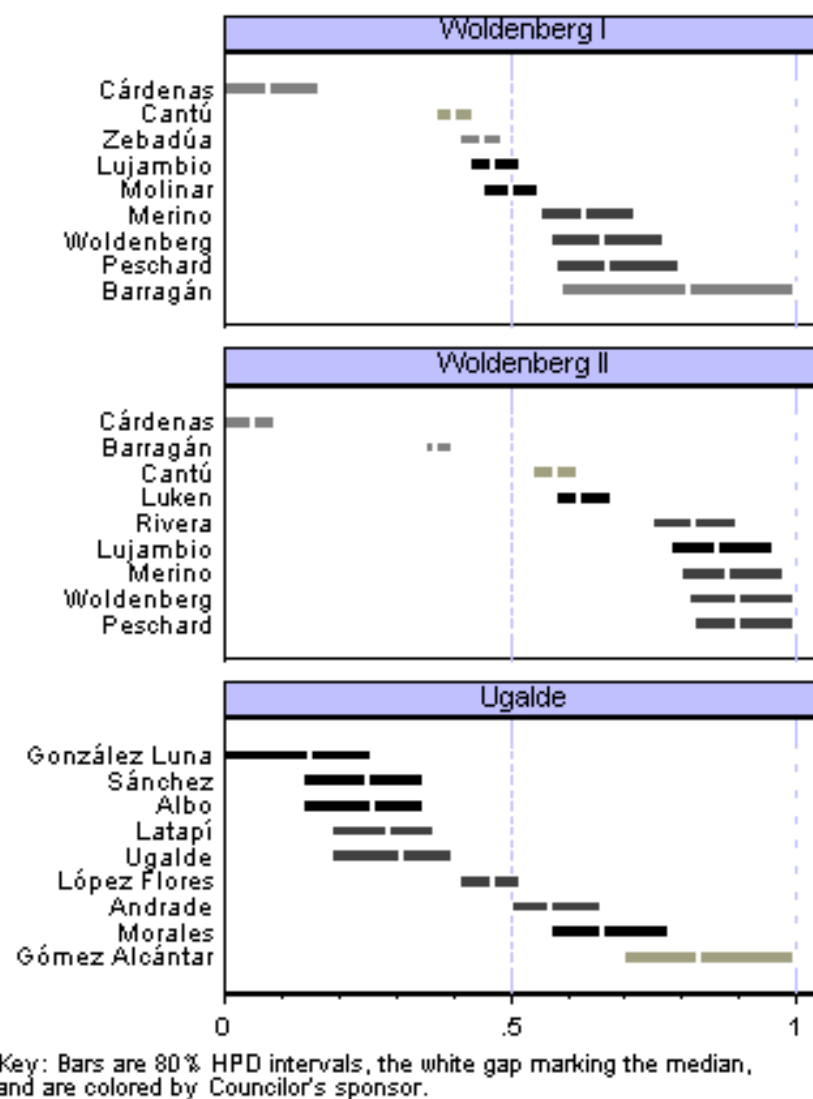 Woldenberg I
Cárdenas
Cantú
Zebadúa
Lujambio
Molinar
Merino
Woldenberg
Peschard
Barragán
Woldenberg II
Cárdenas
Barragán
Cantú
Luken
Rivera
Lujambio
Merino
Woldenberg
Peschard
Ugalde
González Luna
Sánchez
Albo
Latapí
Ugalde
López Flores
Andrade
Morales
Gómez Alcántar
0 .5 1
Key: Bars are 80% HPD intervals, the white gap marking the median,
and are colored by Councilor's sponsor.